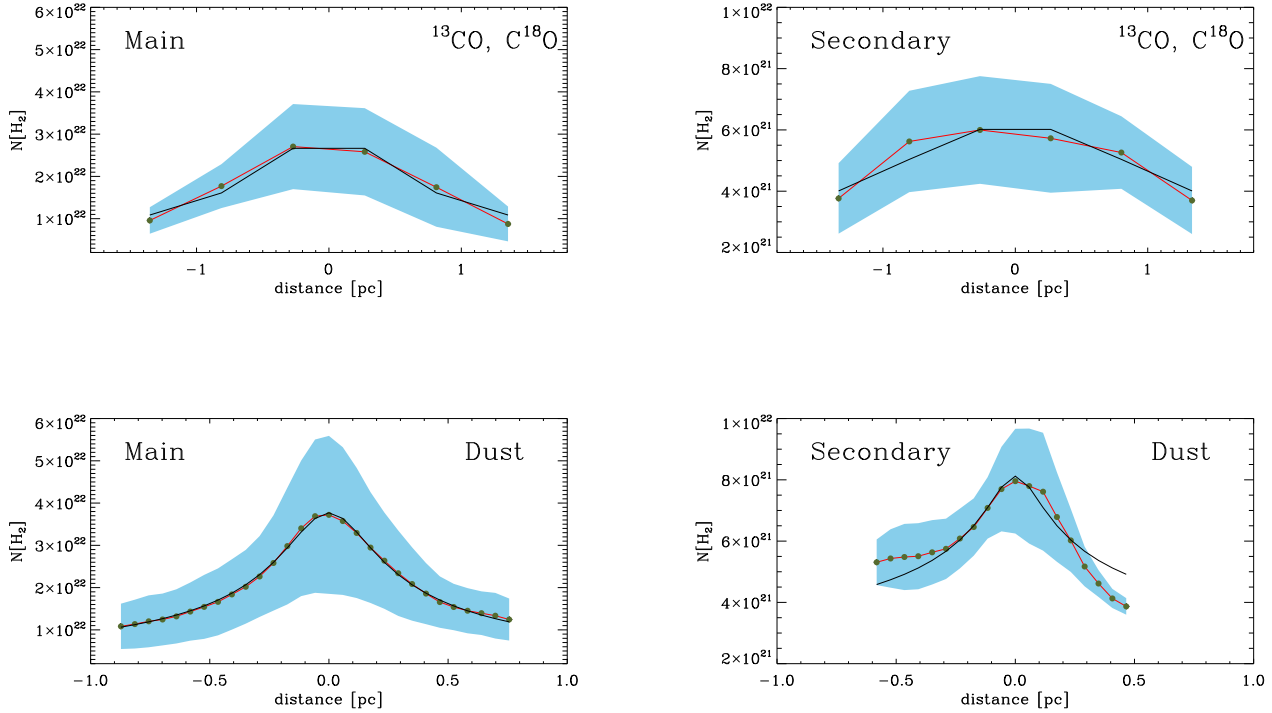 6×10²²
5×10²²
4×10²²
3×10²²
2×10²²
1×10²²
N[H₂]
Main
¹³CO, C¹⁸O
−1 0 1
distance [pc]
1×10²²
8×10²¹
6×10²¹
4×10²¹
2×10²¹
N[H₂]
Secondary
¹³CO, C¹⁸O
−1 0 1
distance [pc]
6×10²²
5×10²²
4×10²²
3×10²²
2×10²²
1×10²²
N[H₂]
Main Dust
−1.0 −0.5 0.0 0.5 1.0
distance [pc]
1×10²²
8×10²¹
6×10²¹
4×10²¹
2×10²¹
N[H₂]
Secondary Dust
−1.0 −0.5 0.0 0.5 1.0
distance [pc]